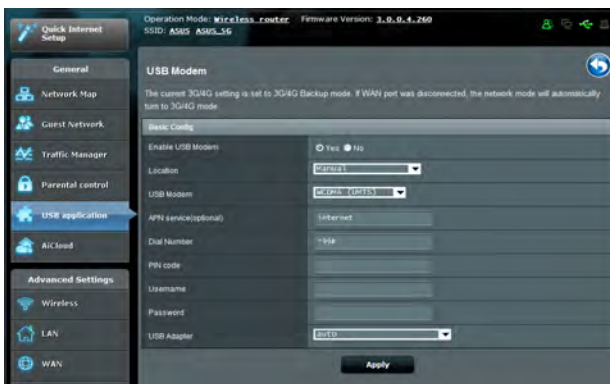 Quick Internet
Setup
Operation Mode: Wireless router Firmware Version: 3.0.0.4.260
SSID: ASUS ASUS_5G
General
Network Map
Guest Network
Traffic Manager
Parental control
USB application
AiCloud
Advanced Settings
Wireless
LAN
WAN
USB Modem
The current 3G/4G setting is set to 3G/4G Backup mode. If WAN port was disconnected, the network mode will automatically
turn to 3G/4G mode.
Basic Config
Enable USB Modem Yes No
Location Manual
USB Modem WCDMA (UMTS)
APN service(optional) internet
Dial Number
PIN code
Username
Password
USB Adapter auto
Apply